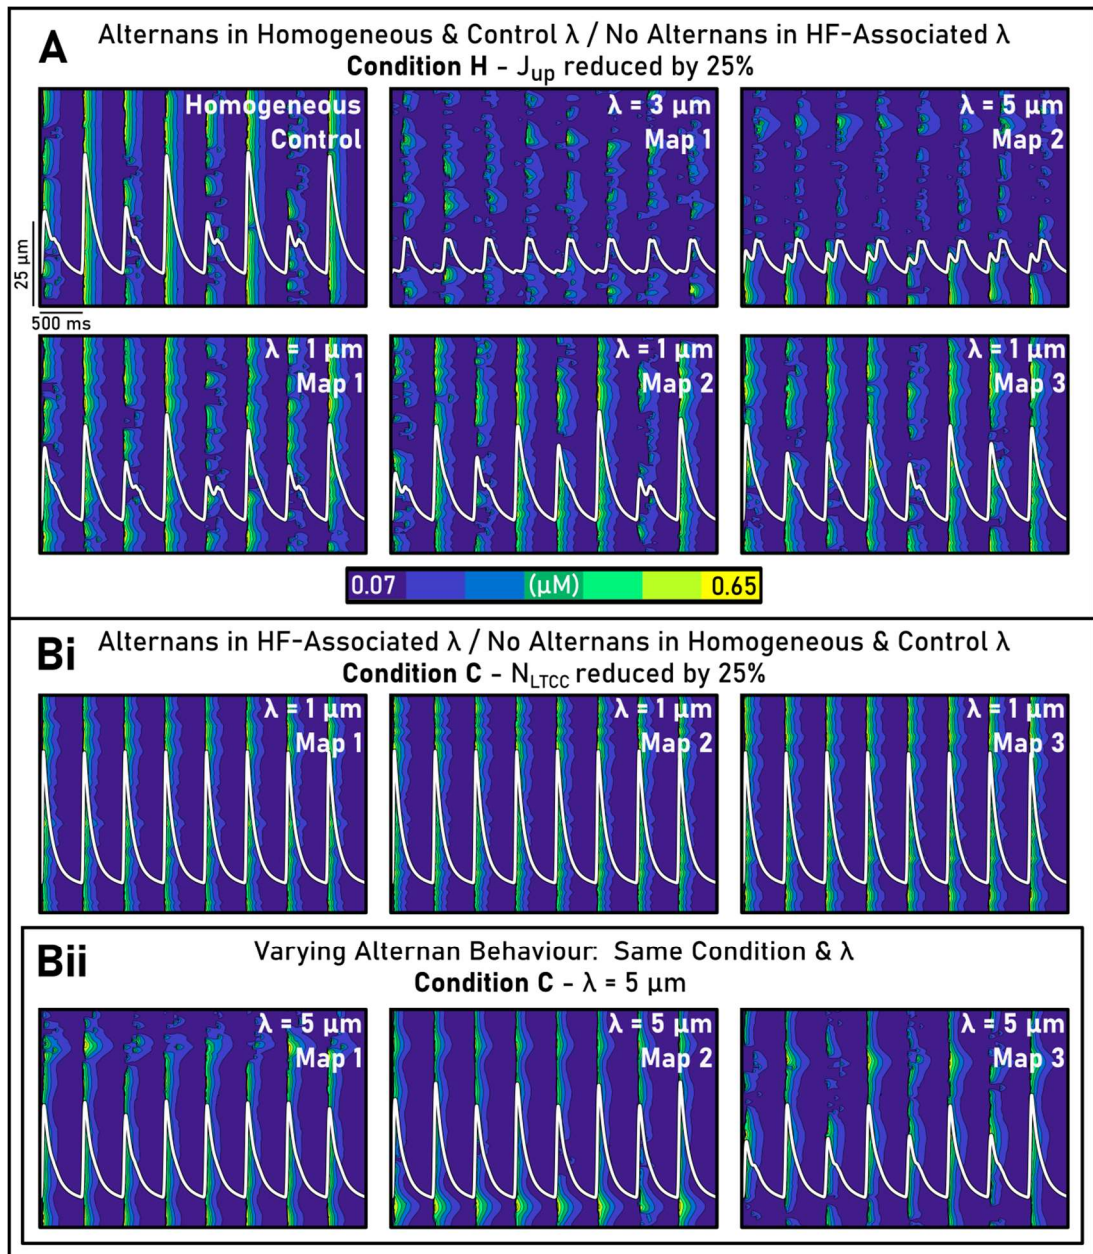 A
Alternans in Homogeneous & Control λ / No Alternans in HF-Associated λ
Condition H - Jup reduced by 25%
Homogeneous
Control
λ = 3 μm
Map 1
λ = 5 μm
Map 2
25 μm
500 ms
λ = 1 μm
Map 1
λ = 1 μm
Map 2
λ = 1 μm
Map 3
0.07 (μM) 0.65
Bi
Alternans in HF-Associated λ / No Alternans in Homogeneous & Control λ
Condition C - NLTCC reduced by 25%
λ = 1 μm
Map 1
λ = 1 μm
Map 2
λ = 1 μm
Map 3
Bii
Varying Alternan Behaviour: Same Condition & λ
Condition C - λ = 5 μm
λ = 5 μm
Map 1
λ = 5 μm
Map 2
λ = 5 μm
Map 3